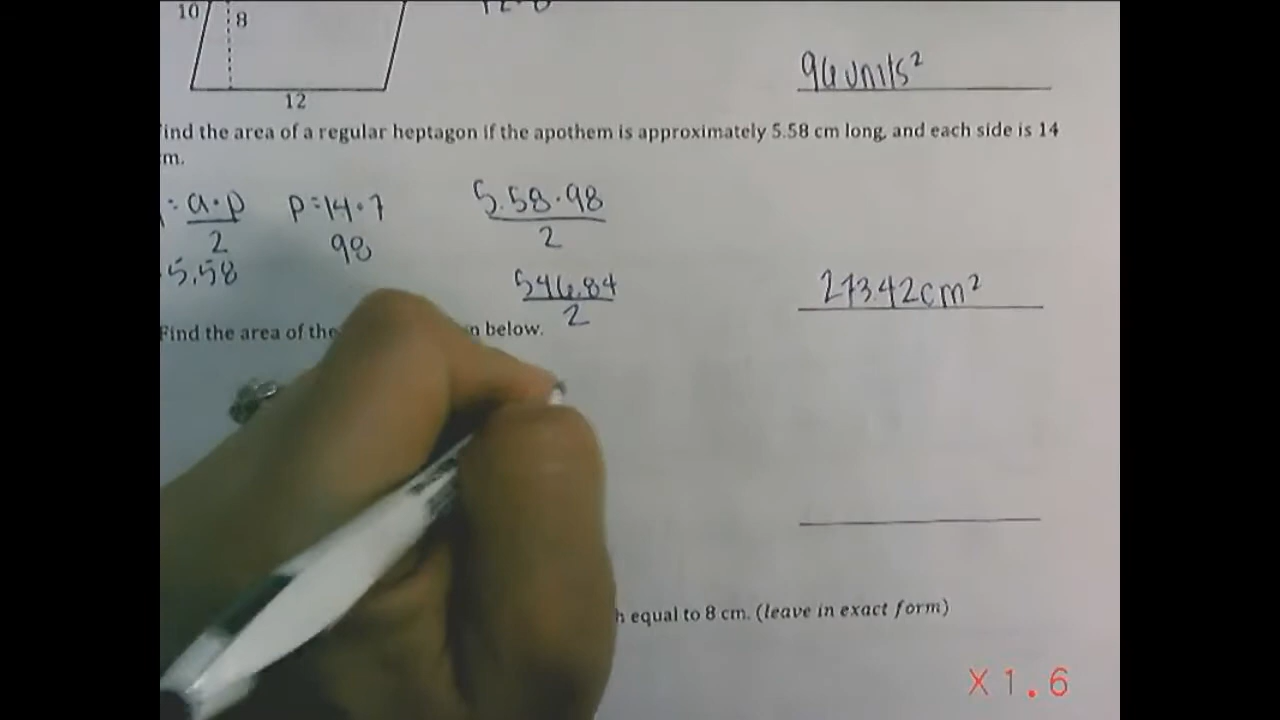 10
8
12
96 units²
ind the area of a regular heptagon if the apothem is approximately 5.58 cm long, and each side is 14
m.
: a·p p=14·7 5.58·98
2 98 2
5.58 546.84 273.42cm²
2
Find the area of the n below.
h equal to 8 cm. (leave in exact form)
X1.6